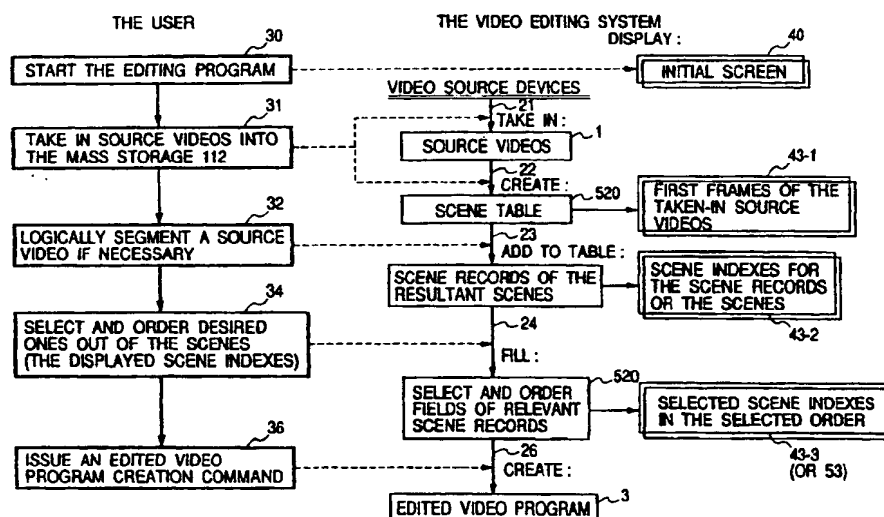 THE USER
THE VIDEO EDITING SYSTEM
DISPLAY :
30
START THE EDITING PROGRAM
40
INITIAL SCREEN
VIDEO SOURCE DEVICES
21
TAKE IN :
31
TAKE IN SOURCE VIDEOS INTO
THE MASS STORAGE 112
1
SOURCE VIDEOS
22
CREATE :
520
SCENE TABLE
43-1
FIRST FRAMES OF THE
TAKEN-IN SOURCE
VIDEOS
32
LOGICALLY SEGMENT A SOURCE
VIDEO IF NECESSARY
23
ADD TO TABLE :
SCENE RECORDS OF THE
RESULTANT SCENES
SCENE INDEXES FOR
THE SCENE RECORDS
OR THE SCENES
43-2
34
SELECT AND ORDER DESIRED
ONES OUT OF THE SCENES
(THE DISPLAYED SCENE INDEXES)
24
FILL :
520
SELECT AND ORDER
FIELDS OF RELEVANT
SCENE RECORDS
SELECTED SCENE INDEXES
IN THE SELECTED ORDER
43-3
(OR 53)
36
ISSUE AN EDITED VIDEO
PROGRAM CREATION COMMAND
26
CREATE :
3
EDITED VIDEO PROGRAM